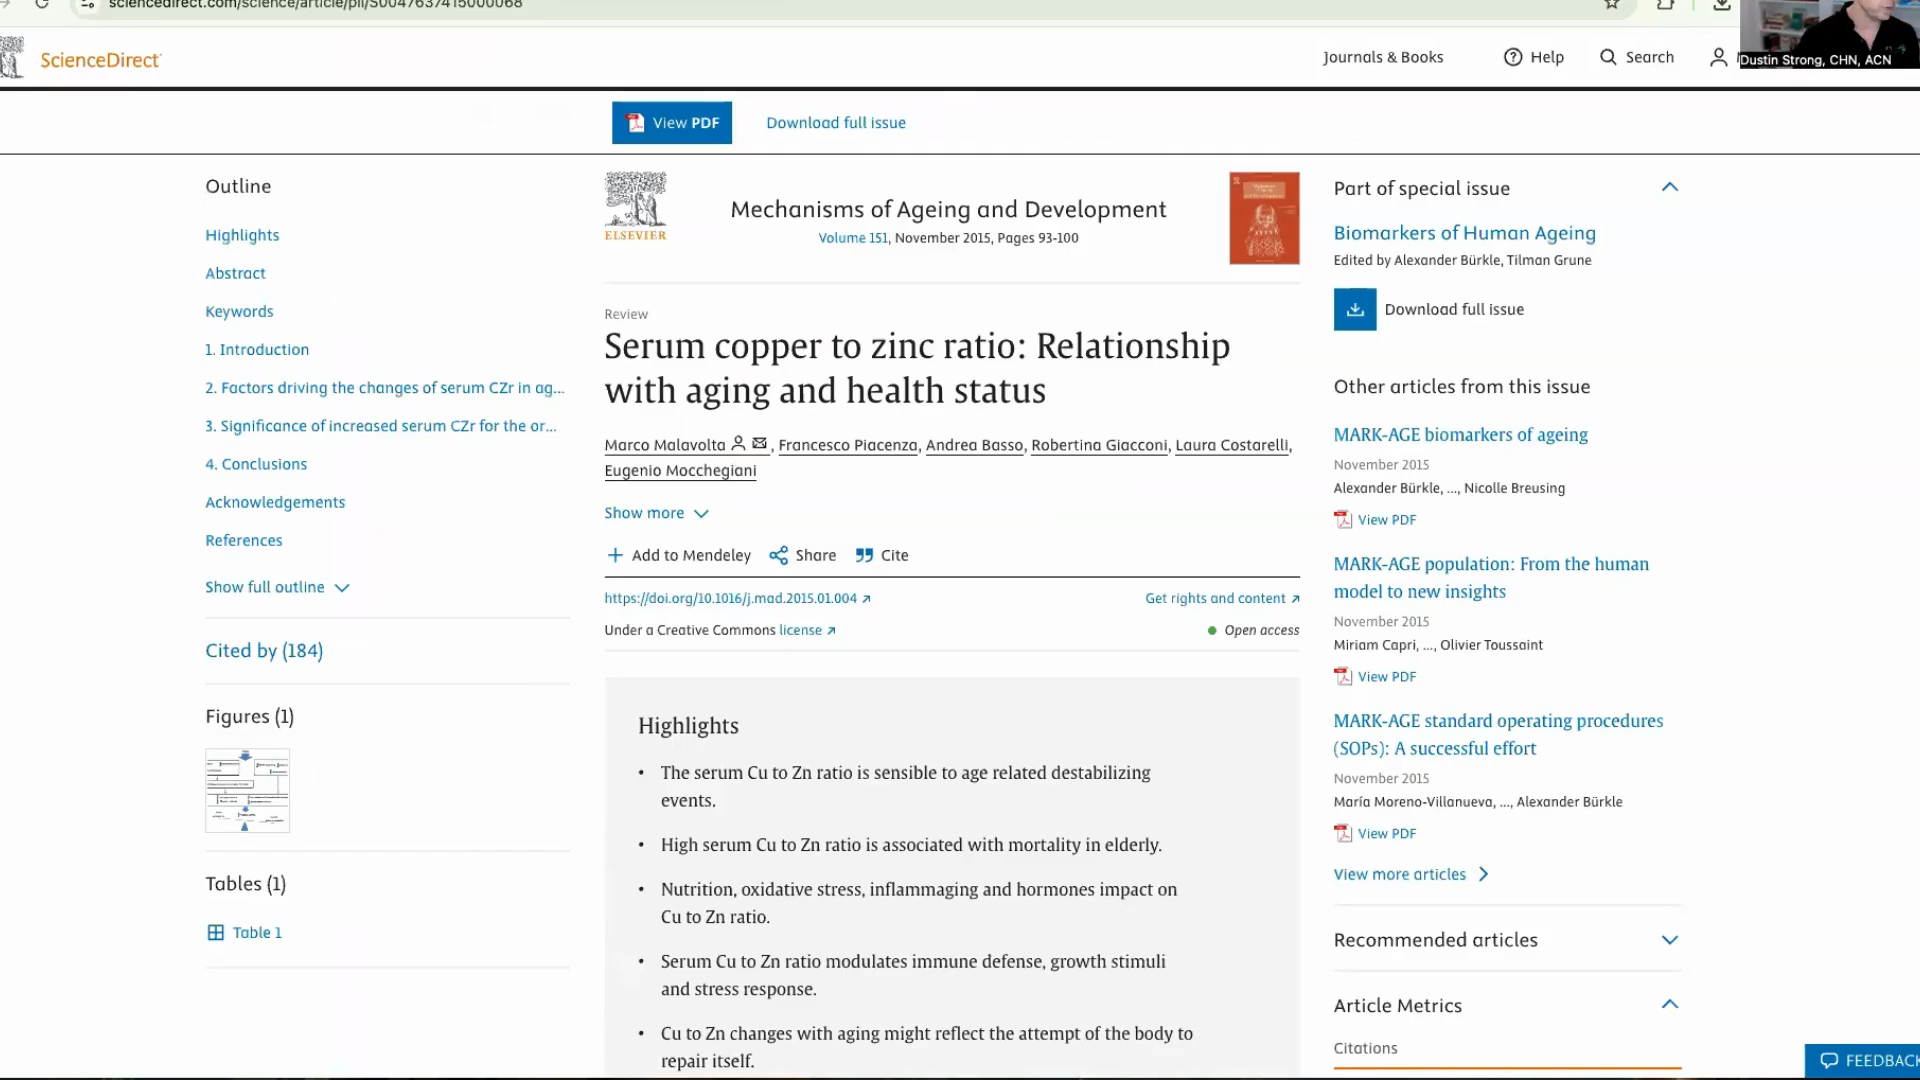 sciencedirect.com/science/article/pii/S0047637415000068
Dustin Strong, CHN, ACN
ScienceDirect
Journals & Books
Help
Search
View PDF
Download full issue
Outline
Highlights
Abstract
Keywords
1. Introduction
2. Factors driving the changes of serum CZr in ag...
3. Significance of increased serum CZr for the or...
4. Conclusions
Acknowledgements
References
Show full outline
Cited by (184)
Figures (1)
Tables (1)
Table 1
ELSEVIER
Mechanisms of Ageing and Development
Volume 151, November 2015, Pages 93-100
Review
Serum copper to zinc ratio: Relationship
with aging and health status
Marco Malavolta, Francesco Piacenza, Andrea Basso, Robertina Giacconi, Laura Costarelli,
Eugenio Mocchegiani
Show more
Add to Mendeley Share Cite
https://doi.org/10.1016/j.mad.2015.01.004
Get rights and content
Under a Creative Commons license
Open access
Highlights
• The serum Cu to Zn ratio is sensible to age related destabilizing
events.
• High serum Cu to Zn ratio is associated with mortality in elderly.
• Nutrition, oxidative stress, inflammaging and hormones impact on
Cu to Zn ratio.
• Serum Cu to Zn ratio modulates immune defense, growth stimuli
and stress response.
• Cu to Zn changes with aging might reflect the attempt of the body to
repair itself.
Part of special issue
Biomarkers of Human Ageing
Edited by Alexander Bürkle, Tilman Grune
Download full issue
Other articles from this issue
MARK-AGE biomarkers of ageing
November 2015
Alexander Bürkle, ..., Nicolle Breusing
View PDF
MARK-AGE population: From the human
model to new insights
November 2015
Miriam Capri, ..., Olivier Toussaint
View PDF
MARK-AGE standard operating procedures
(SOPs): A successful effort
November 2015
María Moreno-Villanueva, ..., Alexander Bürkle
View PDF
View more articles
Recommended articles
Article Metrics
Citations
FEEDBACK